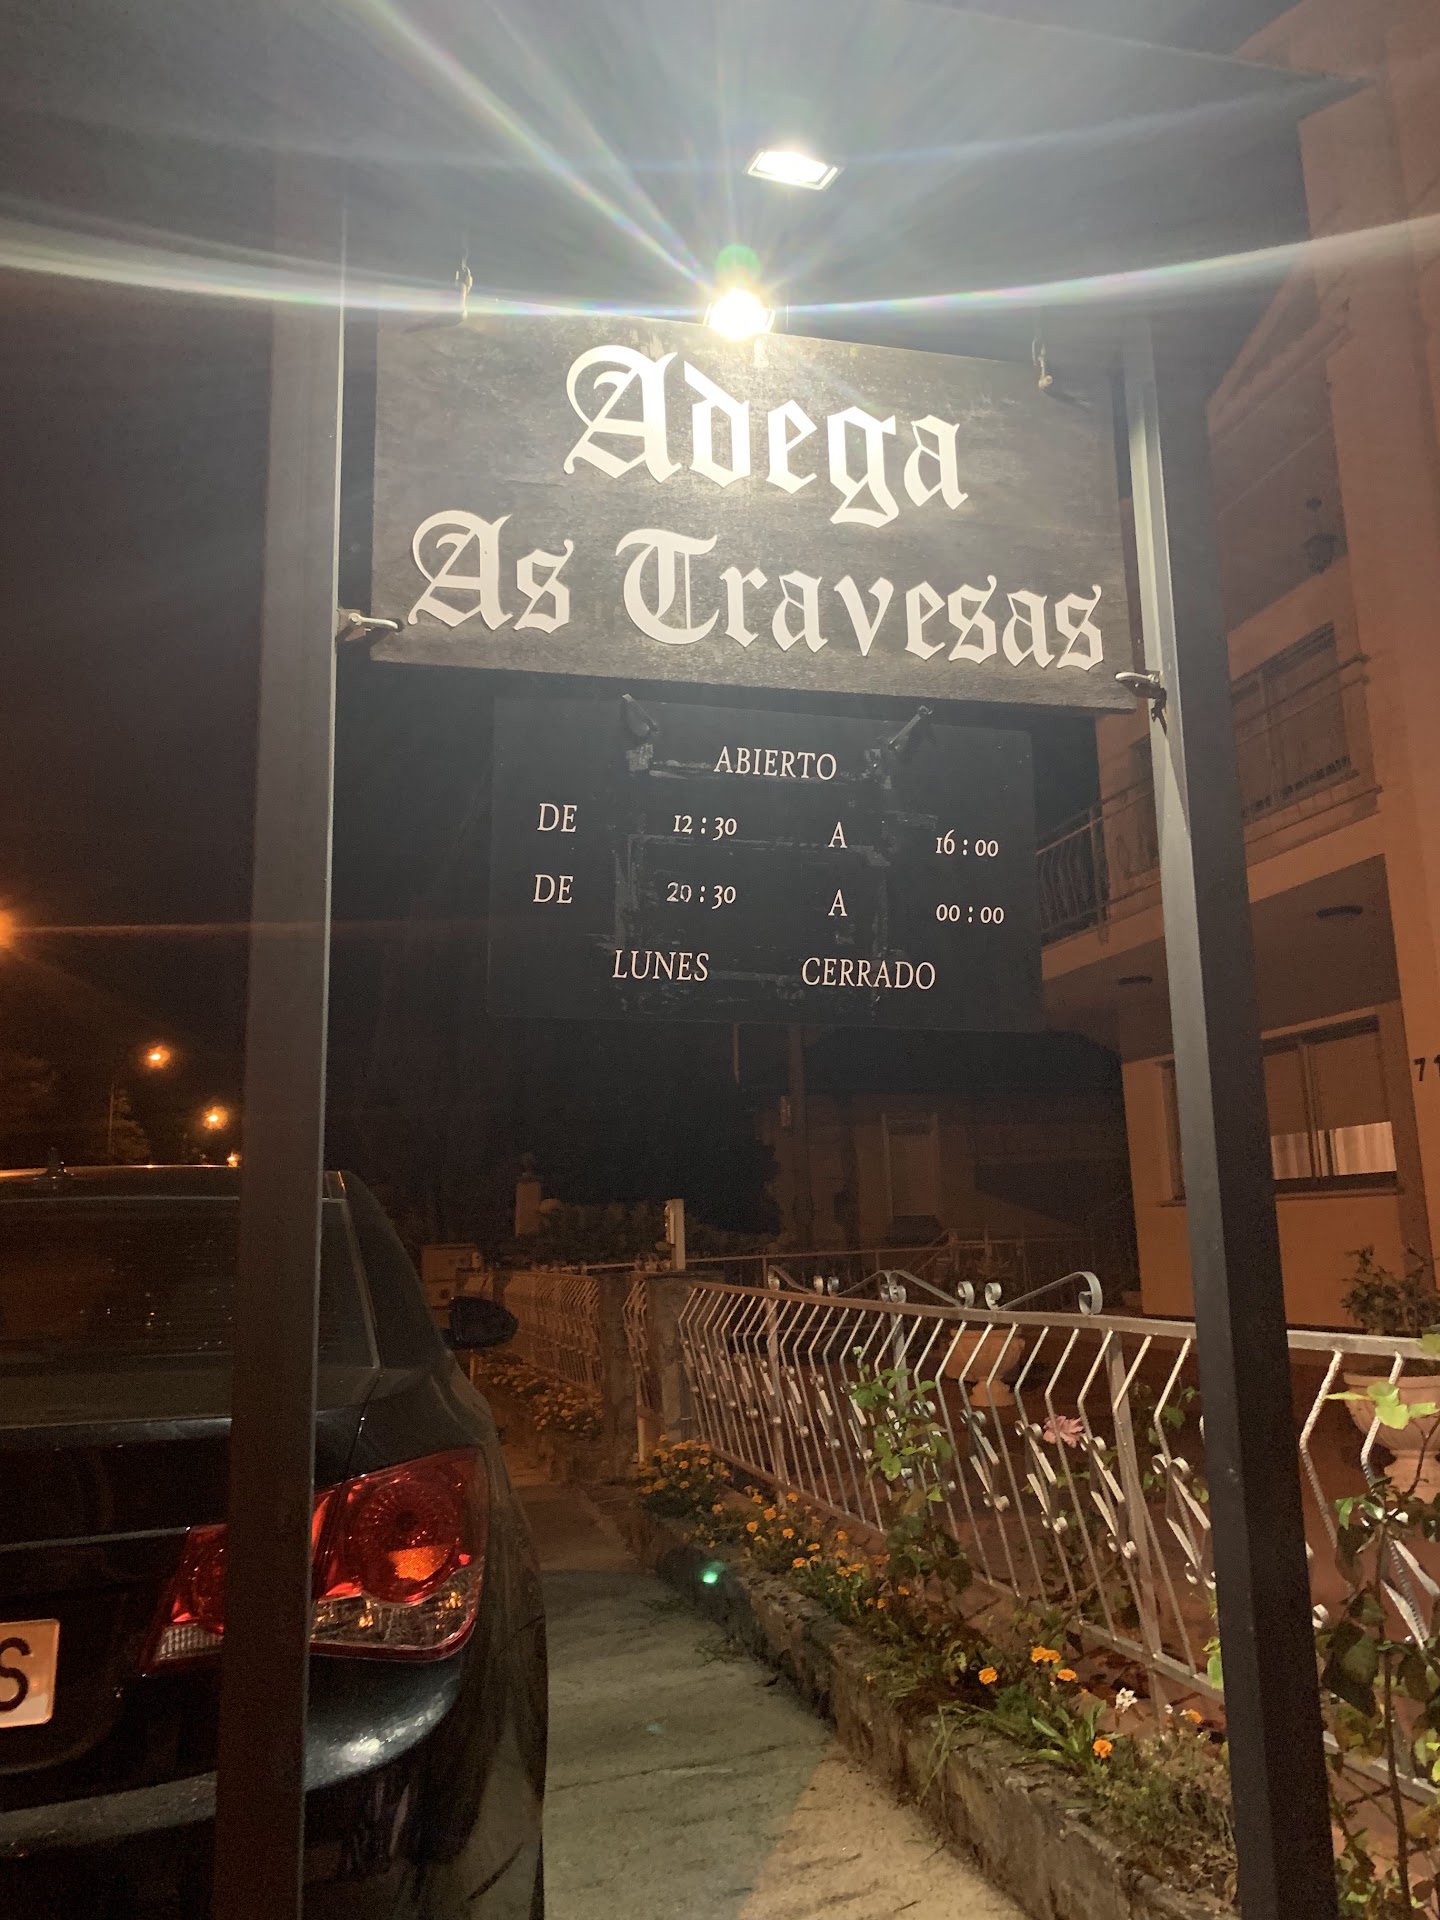 Adega
As Travesas
ABIERTO
DE 12:30 A 16:00
DE 20:30 A 00:00
LUNES CERRADO
S